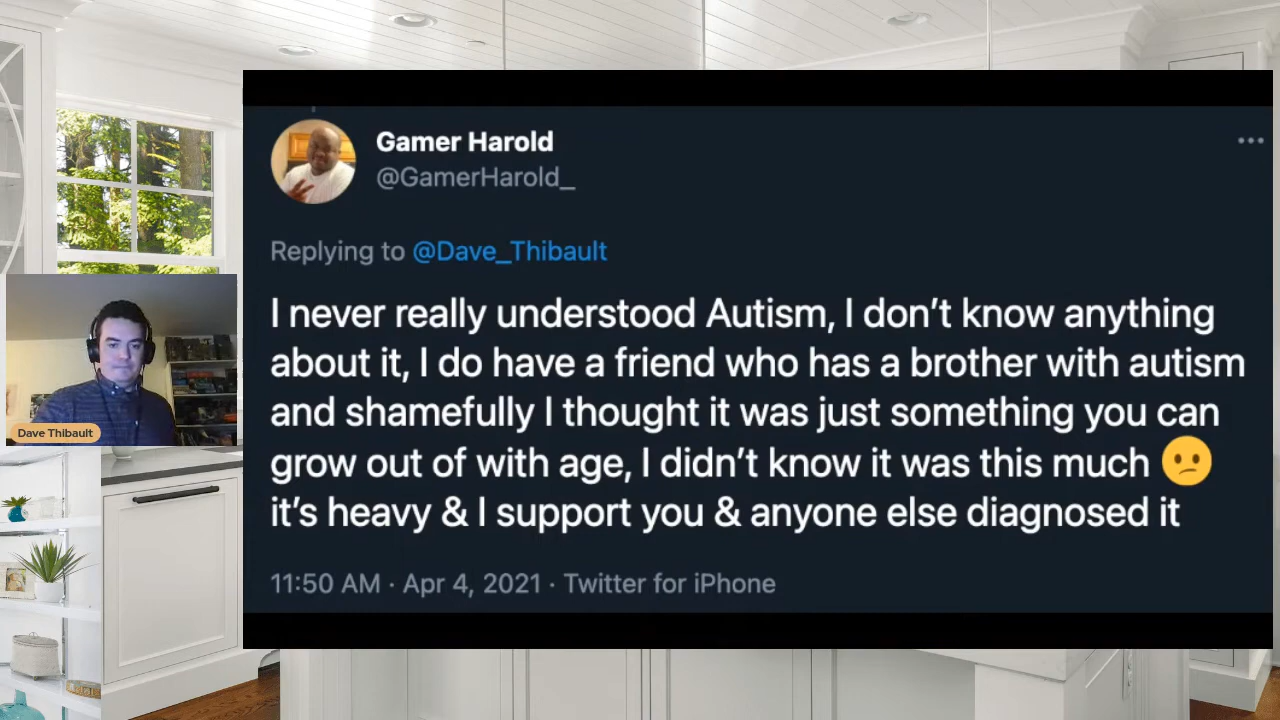 Gamer Harold
@GamerHarold_
Replying to @Dave_Thibault
I never really understood Autism, I don’t know anything
about it, I do have a friend who has a brother with autism
and shamefully I thought it was just something you can
grow out of with age, I didn’t know it was this much 😕
it’s heavy & I support you & anyone else diagnosed it
11:50 AM · Apr 4, 2021 · Twitter for iPhone
Dave Thibault